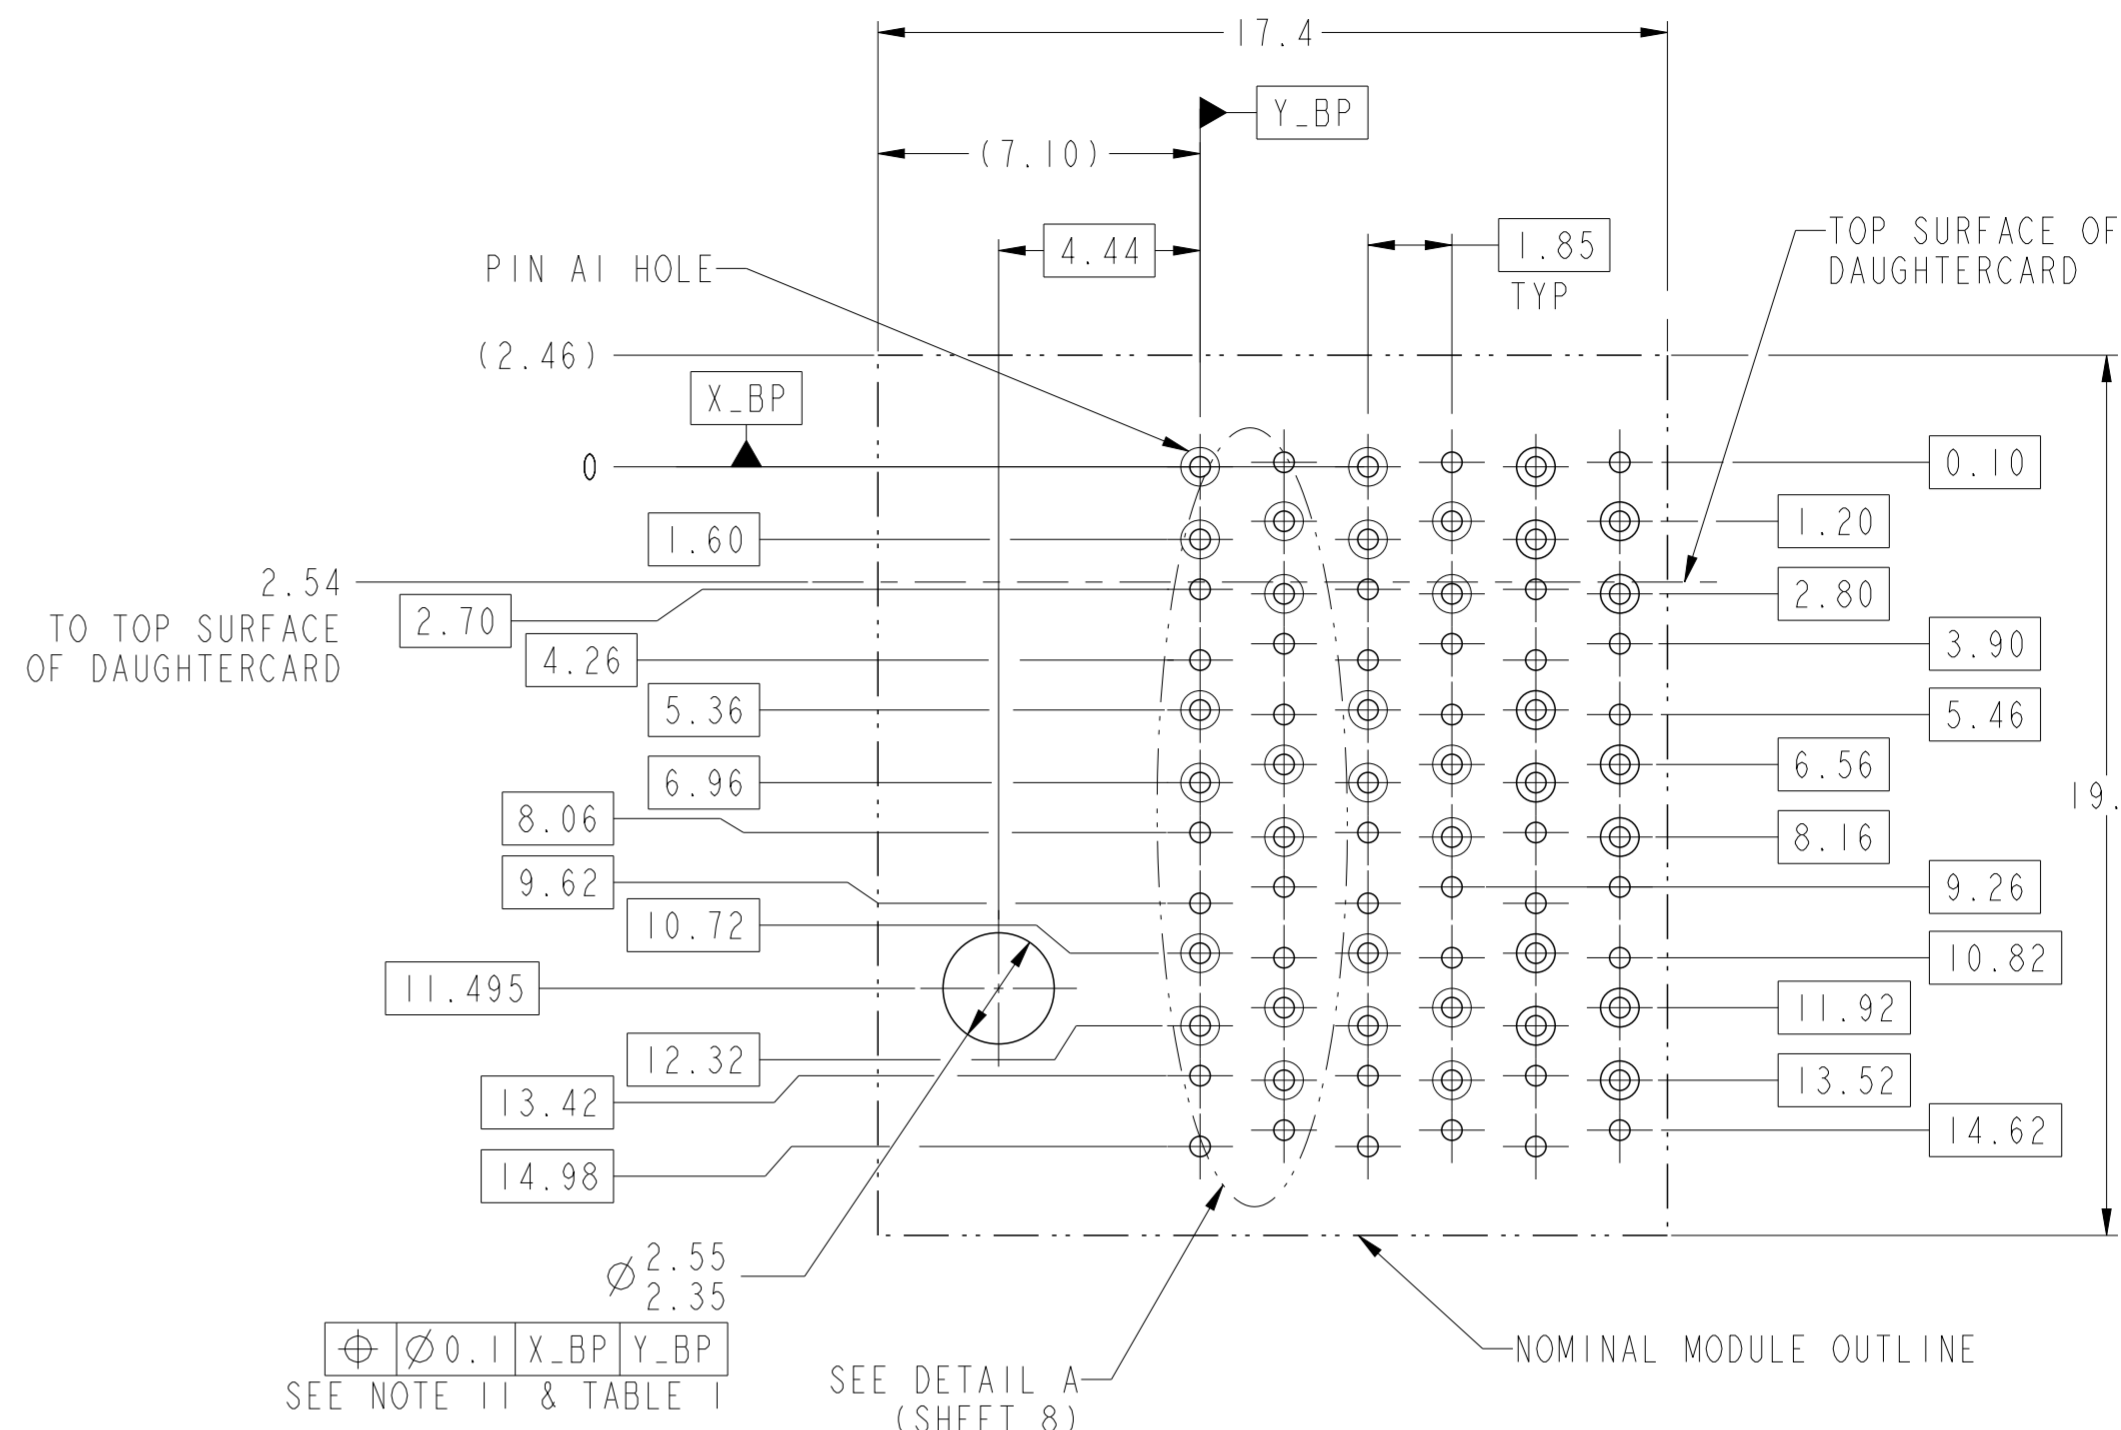 17.4
Y_BP
(7.10)
4.44
1.85
TYP
TOP SURFACE OF
DAUGHTERCARD
PIN A1 HOLE
(2.46)
X_BP
0
0.10
1.60
1.20
2.54
TO TOP SURFACE
OF DAUGHTERCARD
2.70
2.80
4.26
3.90
5.36
5.46
6.96
6.56
19.
8.06
8.16
9.62
9.26
10.72
10.82
11.495
11.92
12.32
13.42
13.52
14.98
14.62
Ø 2.55
2.35
⌖ Ø0.1 X_BP Y_BP
SEE NOTE 11 & TABLE 1
SEE DETAIL A
(SHEET 8)
NOMINAL MODULE OUTLINE